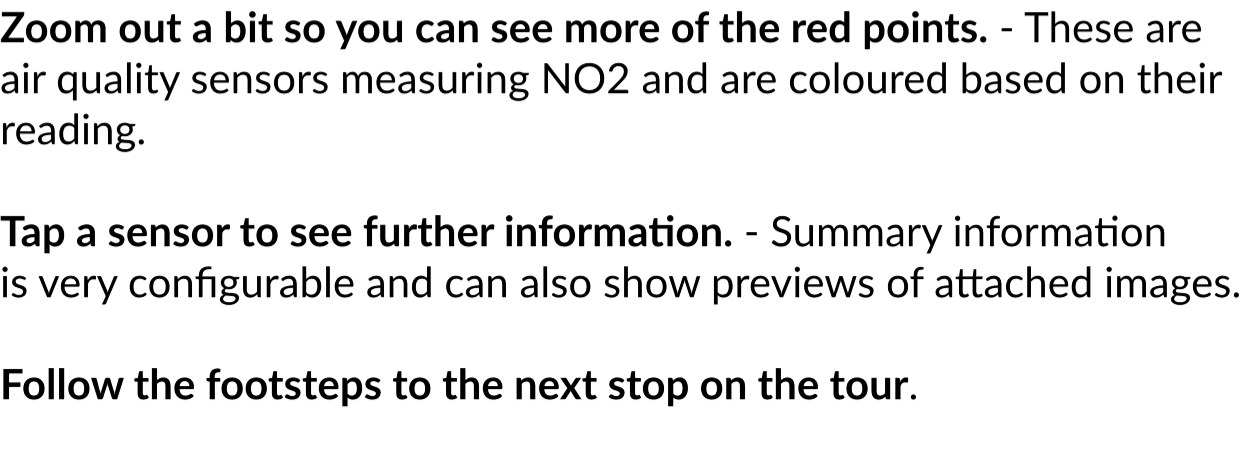 Zoom out a bit so you can see more of the red points. - These are
air quality sensors measuring NO2 and are coloured based on their
reading.
Tap a sensor to see further information. - Summary information
is very configurable and can also show previews of attached images.
Follow the footsteps to the next stop on the tour.